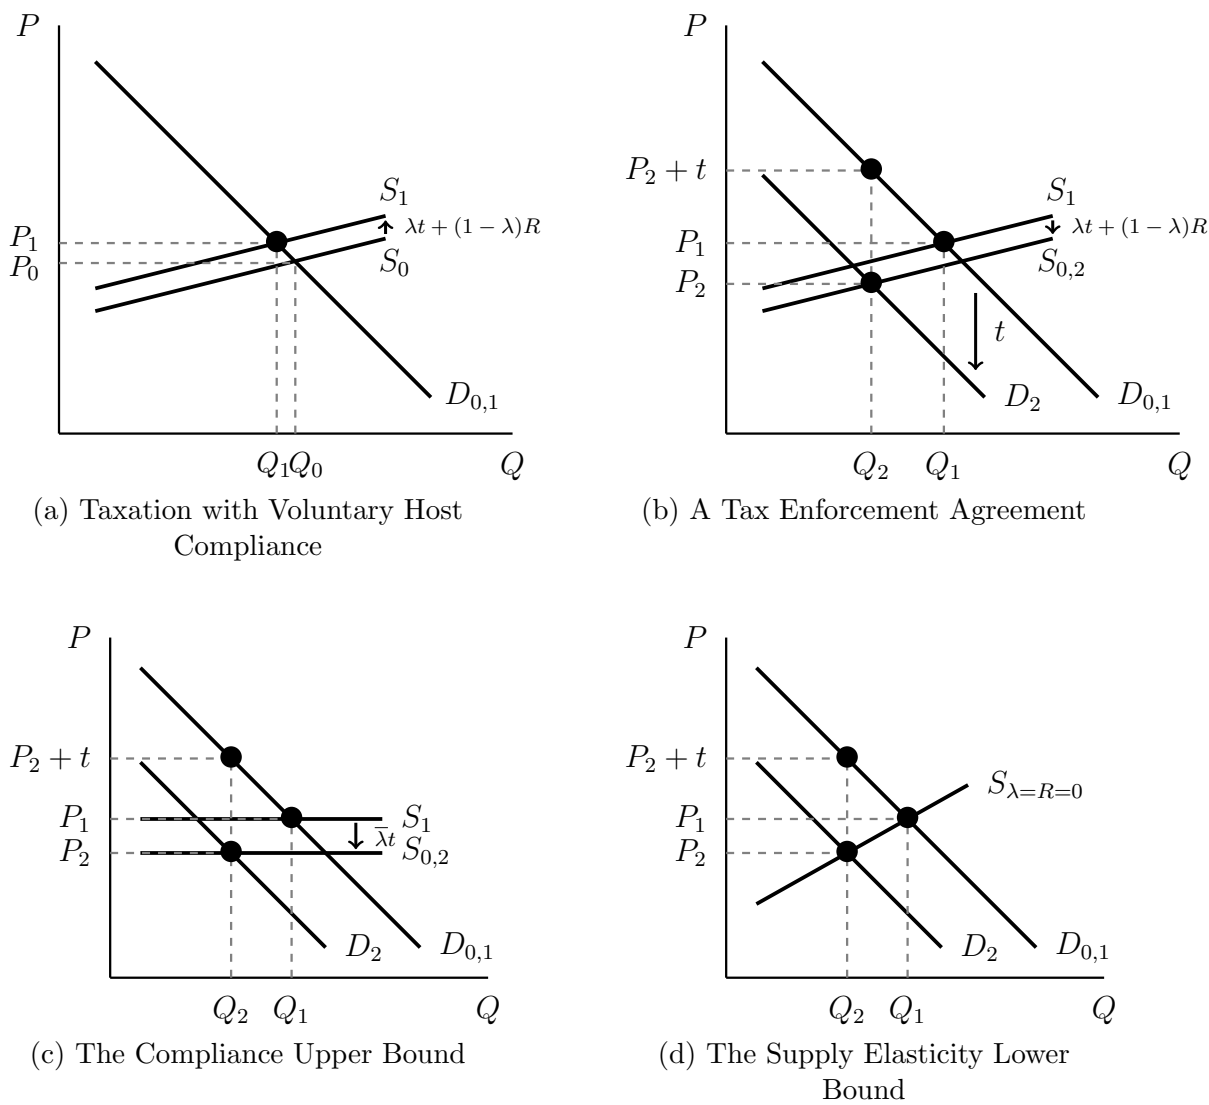 P
P₁
P₀
S₁
λt + (1 − λ)R
S₀
D₀,₁
Q₁
Q₀
Q
(a) Taxation with Voluntary Host
Compliance
P
P₂ + t
P₁
P₂
S₁
λt + (1 − λ)R
S₀,₂
t
D₂
D₀,₁
Q₂
Q₁
Q
(b) A Tax Enforcement Agreement
P
P₂ + t
P₁
P₂
S₁
λ̅t
S₀,₂
D₂
D₀,₁
Q₂
Q₁
Q
(c) The Compliance Upper Bound
P
P₂ + t
P₁
P₂
S_{λ=R=0}
D₂
D₀,₁
Q₂
Q₁
Q
(d) The Supply Elasticity Lower
Bound